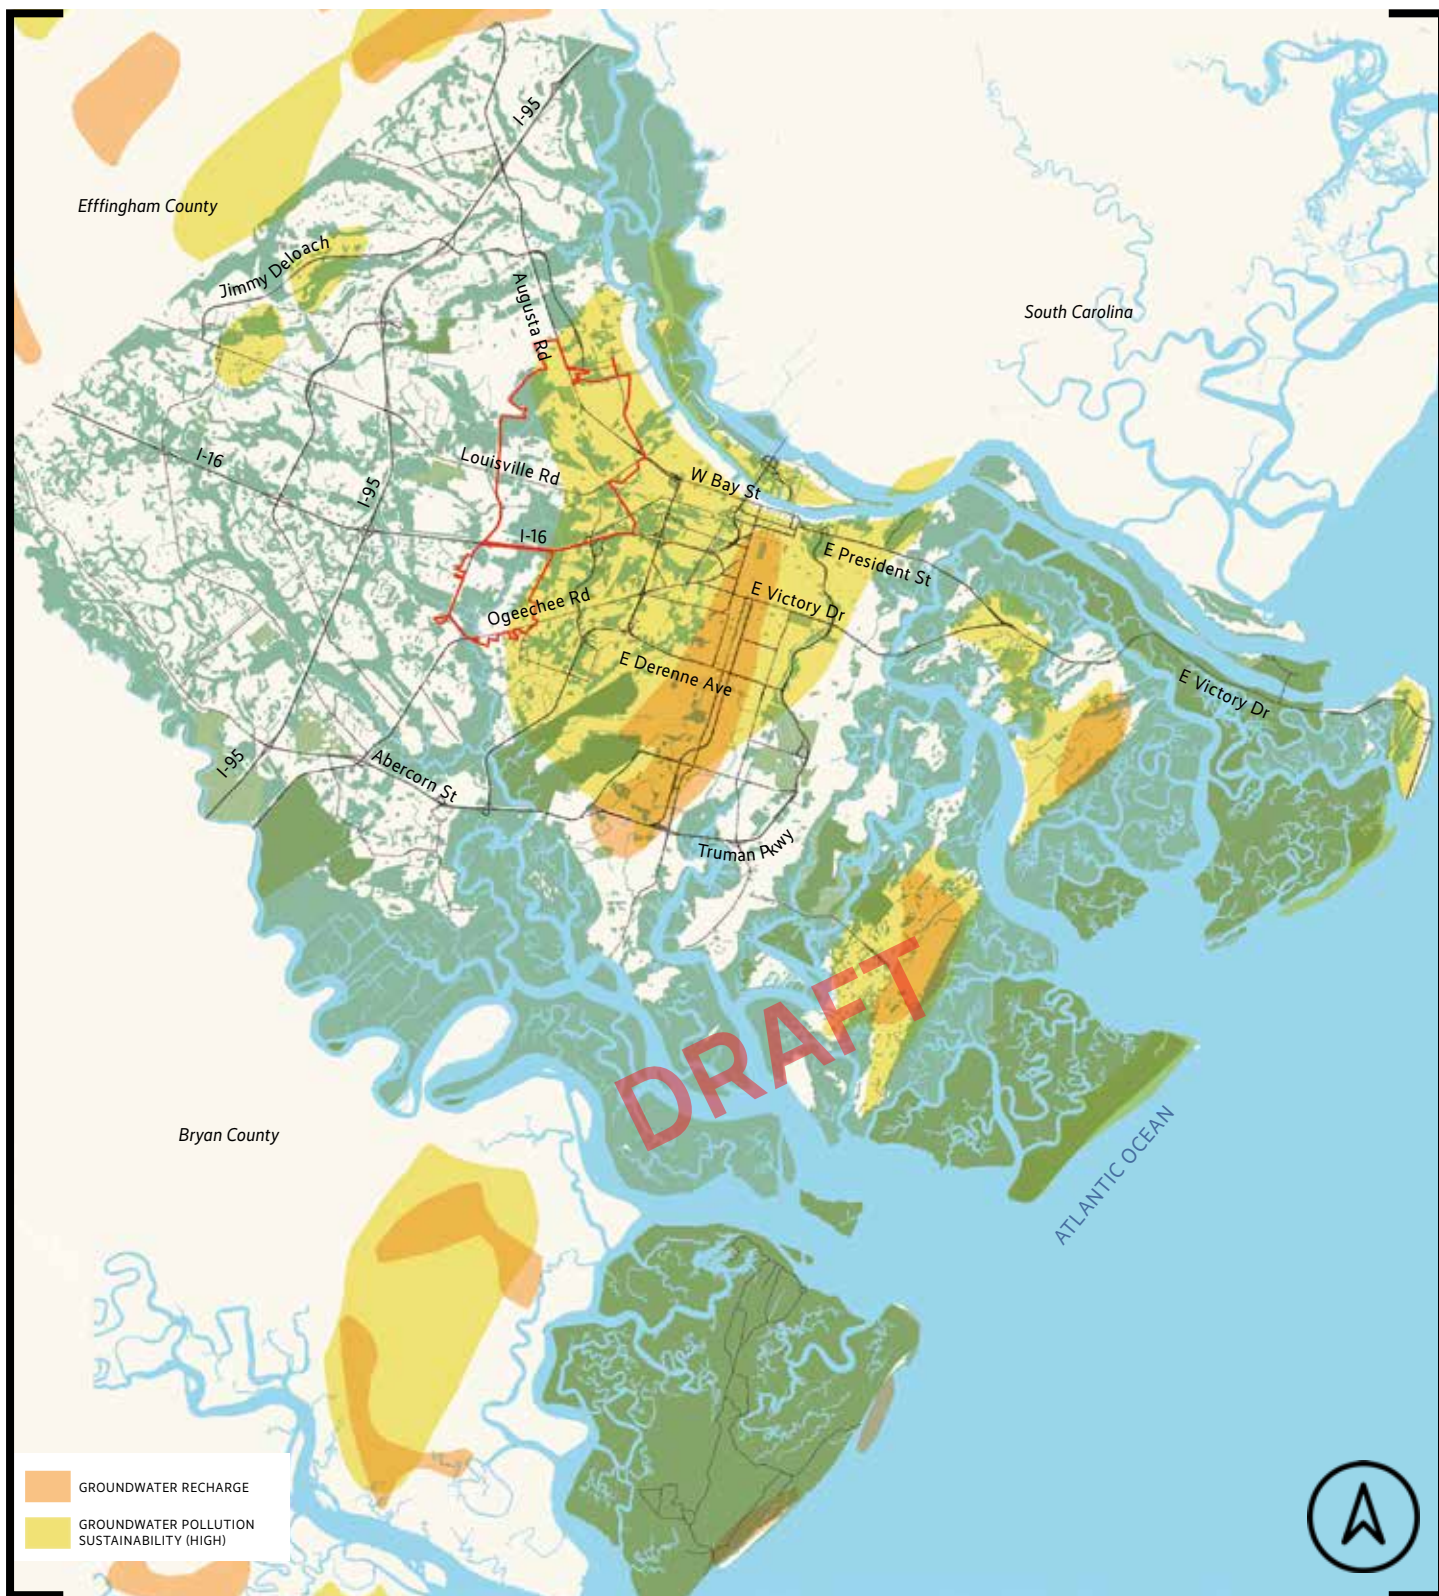 I-95
Efffingham County
Jimmy Deloach
Augusta Rd
South Carolina
I-16
I-95
Louisville Rd
W Bay St
I-16
E President St
Ogeechee Rd
E Victory Dr
E Derenne Ave
E Victory Dr
I-95
Abercorn St
Truman Pkwy
DRAFT
Bryan County
ATLANTIC OCEAN
GROUNDWATER RECHARGE
GROUNDWATER POLLUTION
SUSTAINABILITY (HIGH)